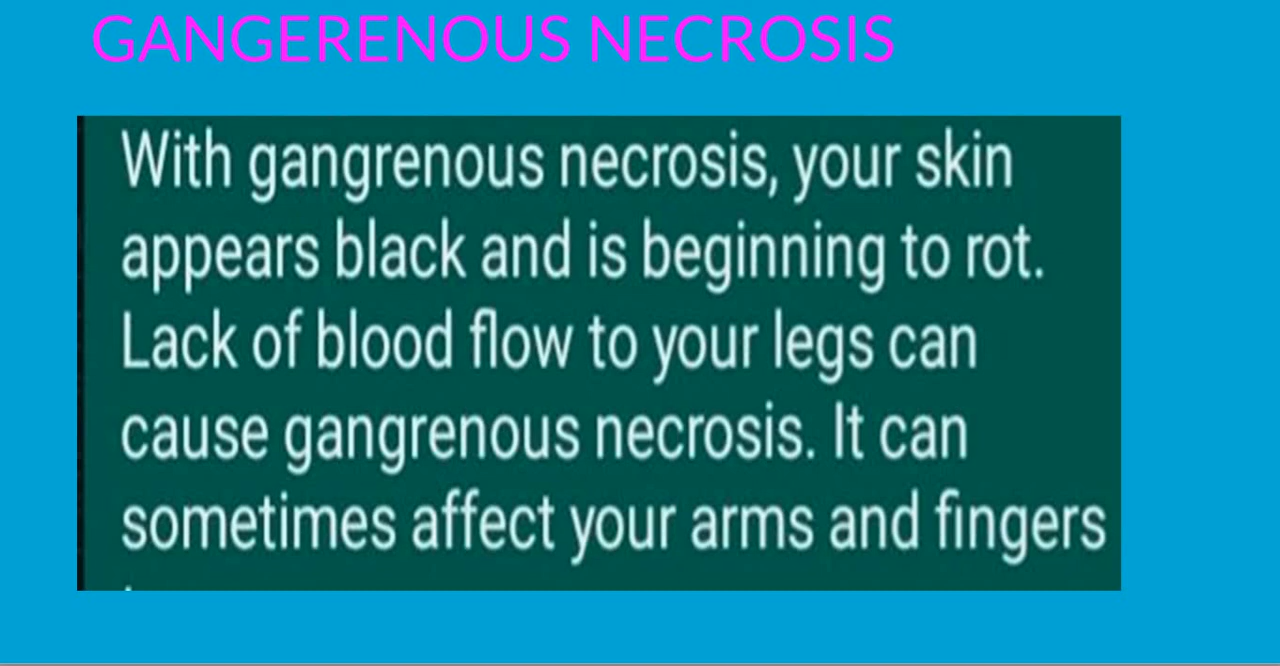 GANGERENOUS NECROSIS
With gangrenous necrosis, your skin
appears black and is beginning to rot.
Lack of blood flow to your legs can
cause gangrenous necrosis. It can
sometimes affect your arms and fingers